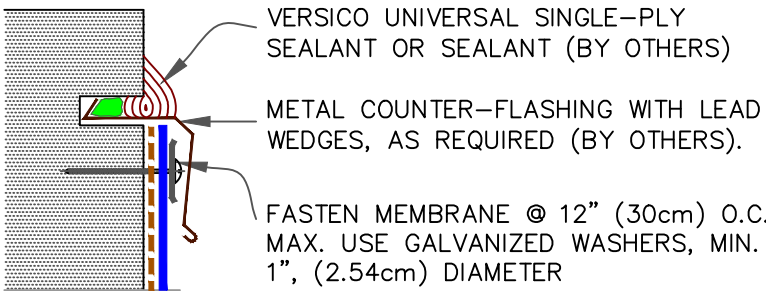 VERSICO UNIVERSAL SINGLE–PLY
SEALANT OR SEALANT (BY OTHERS)
METAL COUNTER–FLASHING WITH LEAD
WEDGES, AS REQUIRED (BY OTHERS).
FASTEN MEMBRANE @ 12" (30cm) O.C.
MAX. USE GALVANIZED WASHERS, MIN.
1", (2.54cm) DIAMETER